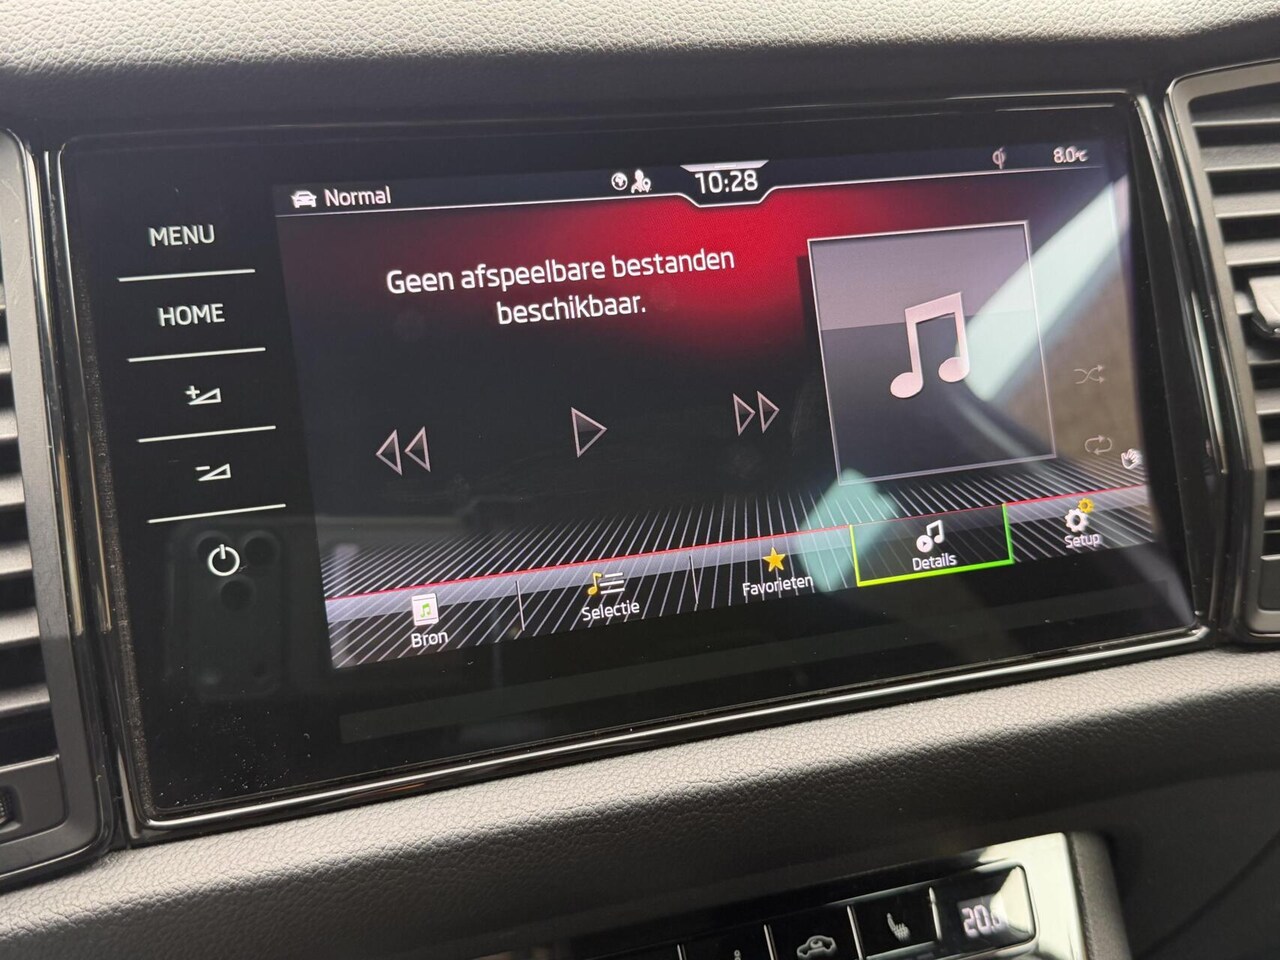 Normal
10:28
8.0°C
MENU
HOME
Geen afspeelbare bestanden
beschikbaar.
Bron
Selectie
Favorieten
Details
Setup